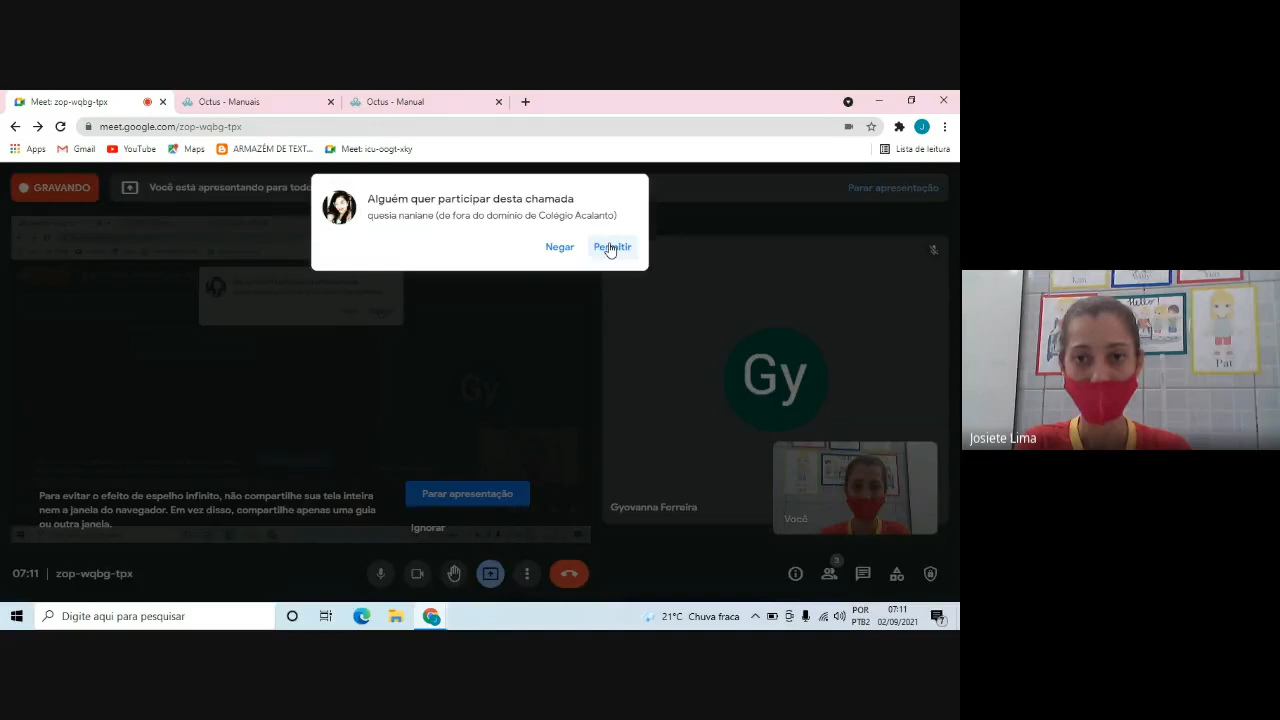 Meet: zop-wqbg-tpx
Octus - Manuais
Octus - Manual
meet.google.com/zop-wqbg-tpx
Apps
Gmail
YouTube
Maps
ARMAZÉM DE TEXT...
Meet: icu-oogt-xky
Lista de leitura
GRAVANDO
Você está apresentando para todo
Parar apresentação
Alguém quer participar desta chamada
quesia naniane (de fora do domínio de Colégio Acalanto)
Negar
Permitir
Gy
Gy
Para evitar o efeito de espelho infinito, não compartilhe sua tela inteira
nem a janela do navegador. Em vez disso, compartilhe apenas uma guia
ou outra janela.
Parar apresentação
Ignorar
Gyovanna Ferreira
Você
07:11 | zop-wqbg-tpx
3
Digite aqui para pesquisar
21°C Chuva fraca
POR
PTB2
07:11
02/09/2021
7
J
Hello!
Pat
Josiete Lima